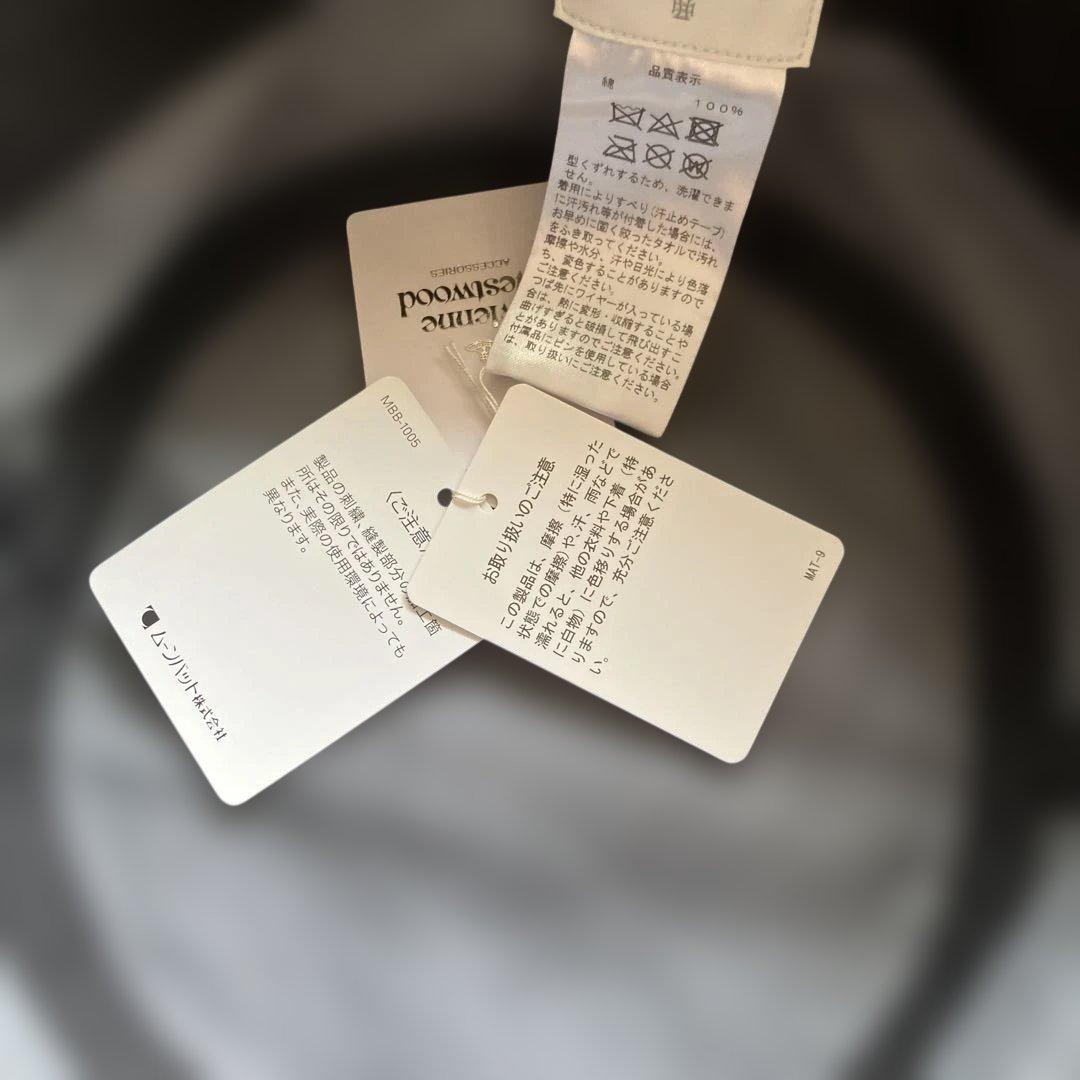 品質表示
綿 100%
型くずれするため、洗濯できま
せん。
着用によりすべり(汗止めテープ)
に汗汚れ等が付着した場合には、
お早めに固く絞ったタオルで汚れ
をふき取ってください。
摩擦や水分、汗や日光により色落
ち、変色することがありますので
ご注意ください。
つば先にワイヤーが入っている場
合は、熱に変形・収縮することや
曲げすぎると破損して飛び出すこ
とがありますのでご注意ください。
付属品にピンを使用している場合
は、取り扱いにご注意ください。
Westwood
ACCESSORIES
MBB-1005
〈ご注意
製品の刺繍、縫製部分の
所はその限りではありません。
また、実際の使用環境によっても
異なります。
ムーンバット株式会社
お取り扱いのご注意
この製品は、摩擦(特に湿った
状態での摩擦)や、汗、雨などで
濡れると、他の衣料や下着(特
に白物)に色移りする場合があ
りますので、充分ご注意くださ
い。
MAT-9